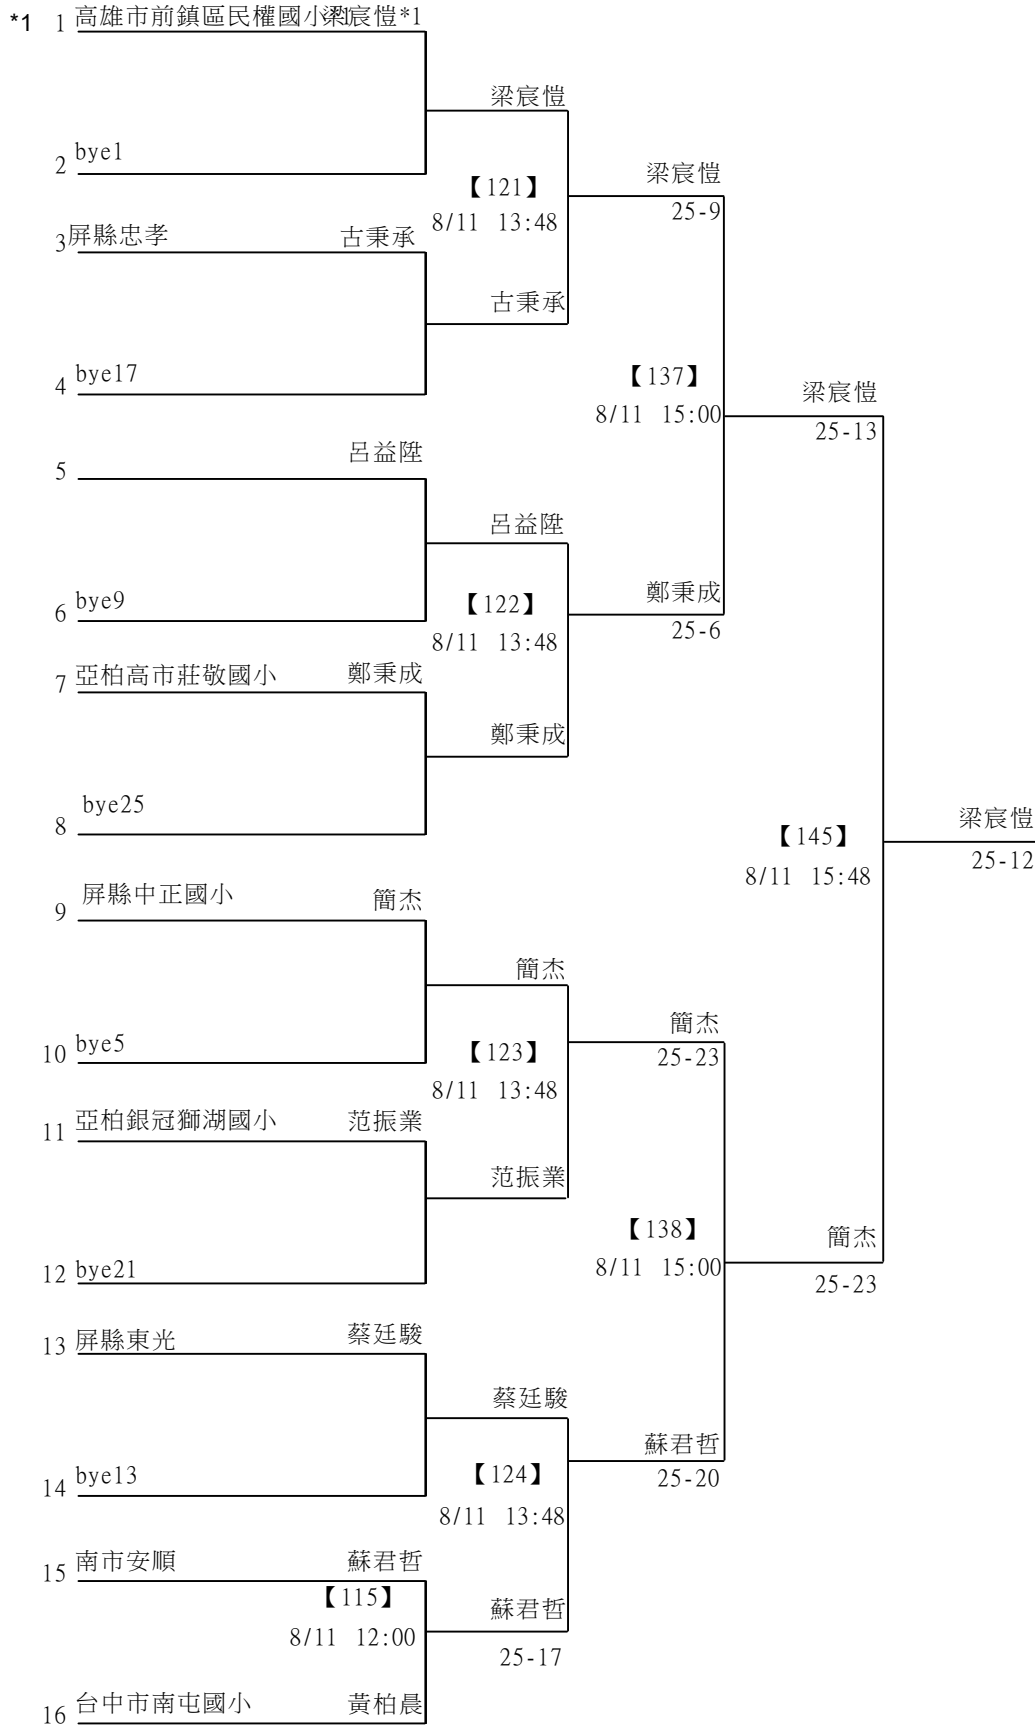 *1 1 高雄市前鎮區民權國小*1 梁宸愷*1
梁宸愷
2 bye1
梁宸愷
【121】
25-9
8/11 13:48
3 屏縣忠孝 古秉承
古秉承
4 bye17
【137】
梁宸愷
8/11 15:00
25-13
5 呂益陞
呂益陞
6 bye9
【122】
鄭秉成
8/11 13:48
25-6
7 亞柏高市莊敬國小 鄭秉成
鄭秉成
8 bye25
【145】
梁宸愷
25-12
8/11 15:48
9 屏縣中正國小 簡杰
簡杰
簡杰
10 bye5
【123】
25-23
8/11 13:48
11 亞柏銀冠獅湖國小 范振業
范振業
【138】
簡杰
8/11 15:00
12 bye21
25-23
13 屏縣東光 蔡廷駿
蔡廷駿
蘇君哲
14 bye13
【124】
25-20
8/11 13:48
15 南市安順 蘇君哲
【115】
蘇君哲
8/11 12:00
25-17
16 台中市南屯國小 黃柏晨